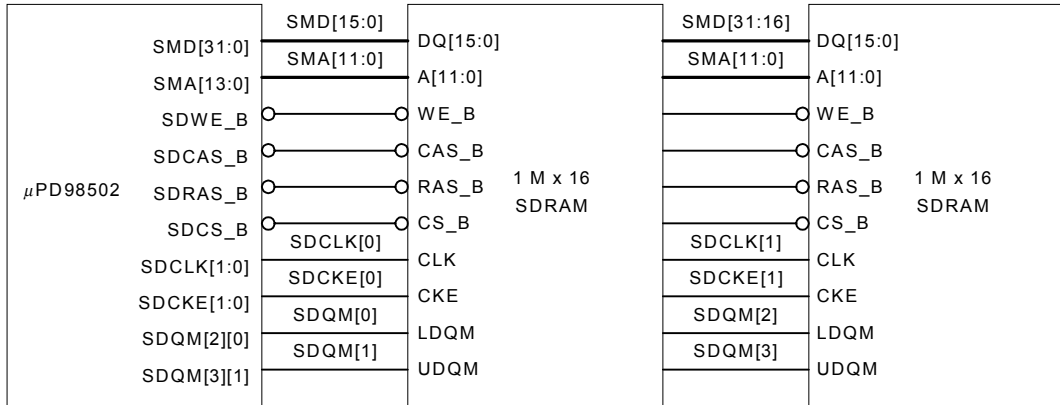 SMD[15:0]
SMD[31:16]
SMD[31:0]
DQ[15:0]
DQ[15:0]
SMA[11:0]
SMA[11:0]
SMA[13:0]
A[11:0]
A[11:0]
SDWE_B
WE_B
WE_B
SDCAS_B
CAS_B
CAS_B
µPD98502
SDRAS_B
RAS_B
1 M x 16
SDRAM
RAS_B
1 M x 16
SDRAM
SDCS_B
CS_B
CS_B
SDCLK[0]
SDCLK[1]
SDCLK[1:0]
CLK
CLK
SDCKE[0]
SDCKE[1]
SDCKE[1:0]
CKE
CKE
SDQM[0]
SDQM[2]
SDQM[2][0]
LDQM
LDQM
SDQM[1]
SDQM[3]
SDQM[3][1]
UDQM
UDQM